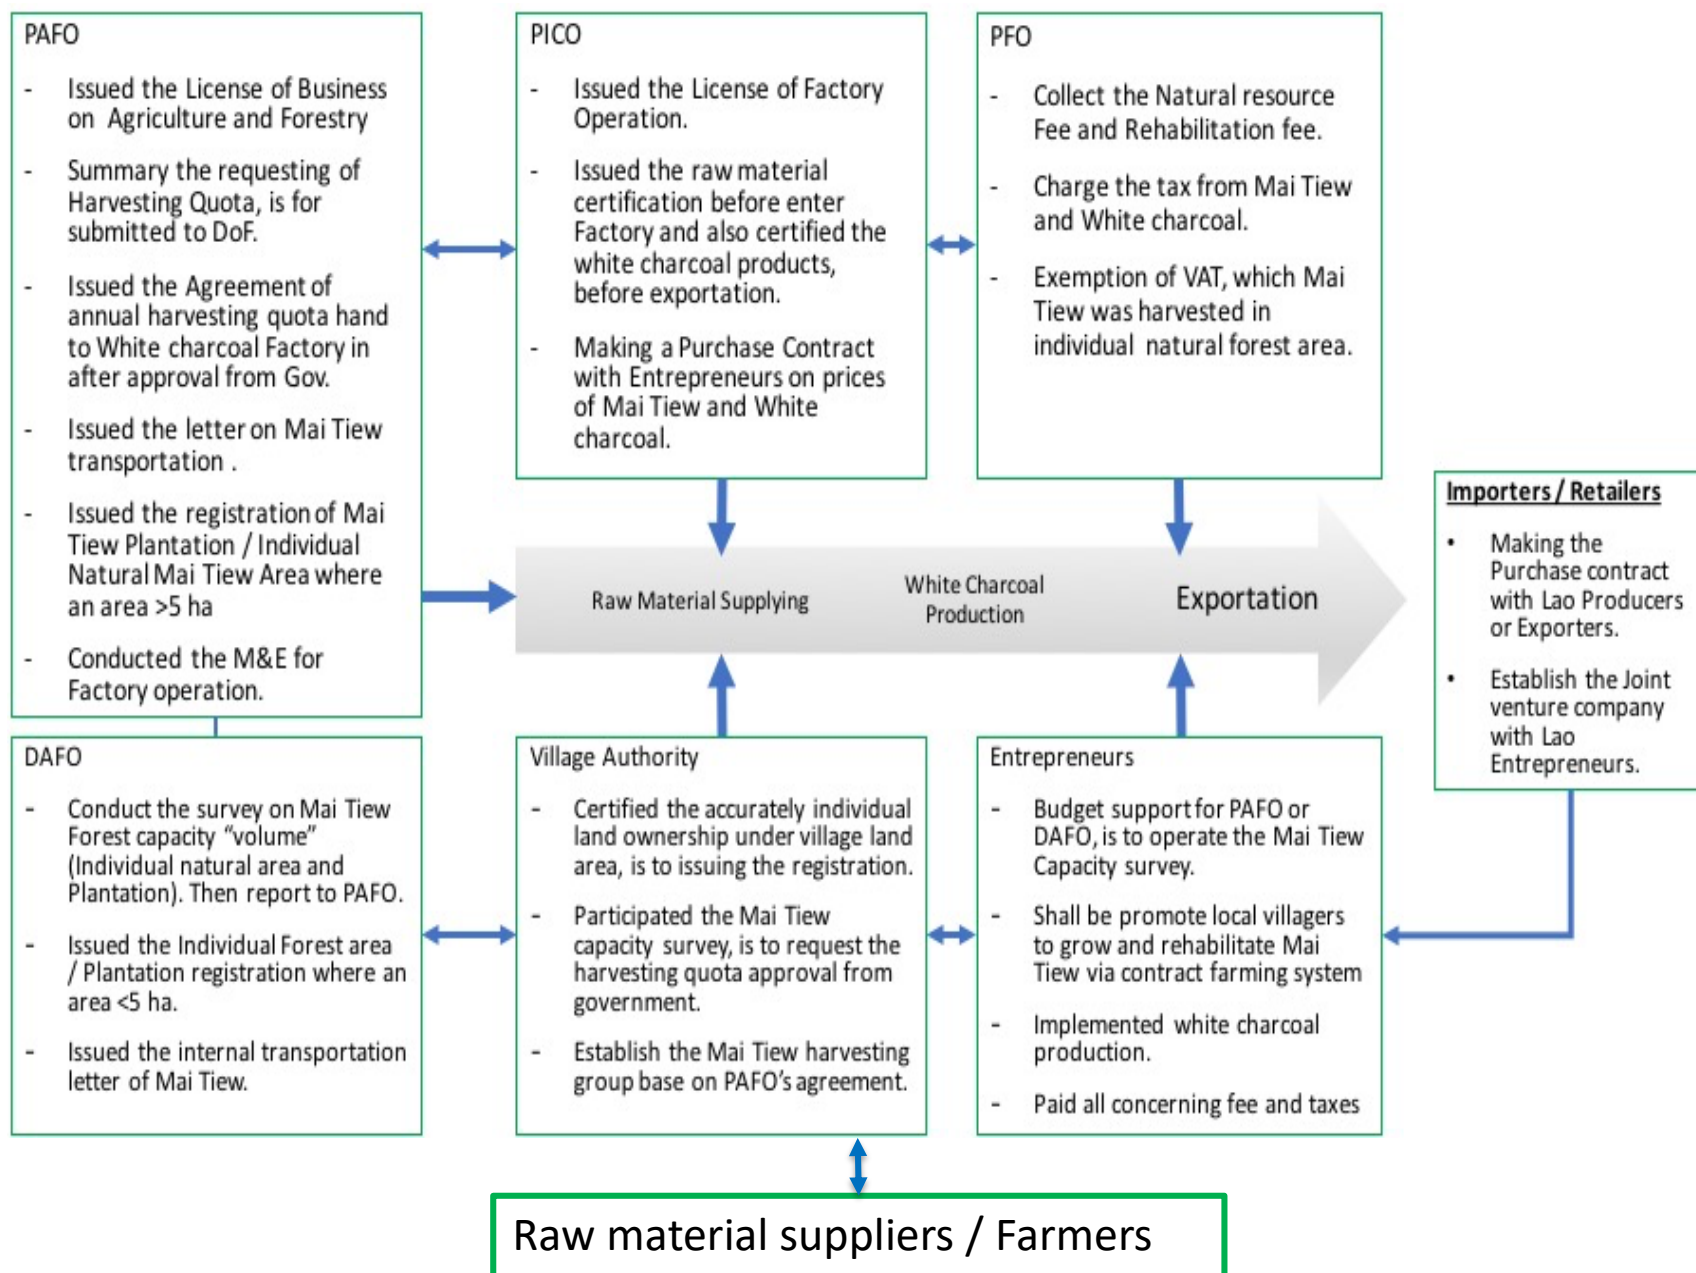 PAFO
- Issued the License of Business
on Agriculture and Forestry
- Summary the requesting of
Harvesting Quota, is for
submitted to DoF.
- Issued the Agreement of
annual harvesting quota hand
to White charcoal Factory in
after approval from Gov.
- Issued the letter on Mai Tiew
transportation .
- Issued the registration of Mai
Tiew Plantation / Individual
Natural Mai Tiew Area where
an area >5 ha
- Conducted the M&E for
Factory operation.
PICO
- Issued the License of Factory
Operation.
- Issued the raw material
certification before enter
Factory and also certified the
white charcoal products,
before exportation.
- Making a Purchase Contract
with Entrepreneurs on prices
of Mai Tiew and White
charcoal.
PFO
- Collect the Natural resource
Fee and Rehabilitation fee.
- Charge the tax from Mai Tiew
and White charcoal.
- Exemption of VAT, which Mai
Tiew was harvested in
individual natural forest area.
Raw Material Supplying
White Charcoal
Production
Exportation
Importers / Retailers
• Making the
Purchase contract
with Lao Producers
or Exporters.
• Establish the Joint
venture company
with Lao
Entrepreneurs.
DAFO
- Conduct the survey on Mai Tiew
Forest capacity “volume”
(Individual natural area and
Plantation). Then report to PAFO.
- Issued the Individual Forest area
/ Plantation registration where an
area <5 ha.
- Issued the internal transportation
letter of Mai Tiew.
Village Authority
- Certified the accurately individual
land ownership under village land
area, is to issuing the registration.
- Participated the Mai Tiew
capacity survey, is to request the
harvesting quota approval from
government.
- Establish the Mai Tiew harvesting
group base on PAFO’s agreement.
Entrepreneurs
- Budget support for PAFO or
DAFO, is to operate the Mai Tiew
Capacity survey.
- Shall be promote local villagers
to grow and rehabilitate Mai
Tiew via contract farming system
- Implemented white charcoal
production.
- Paid all concerning fee and taxes
Raw material suppliers / Farmers